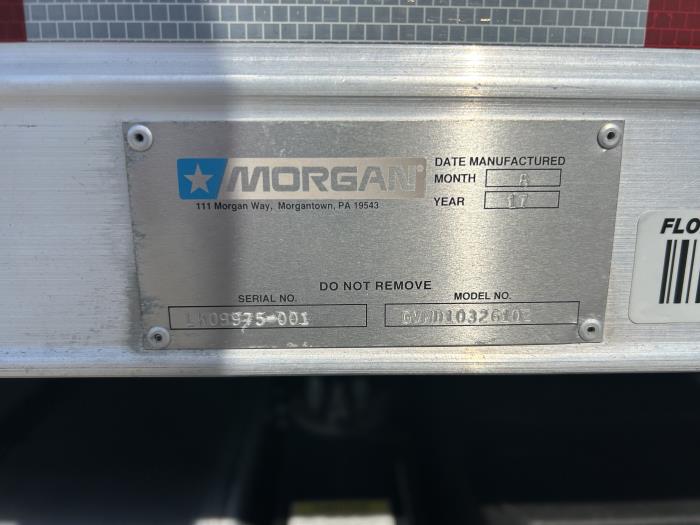 MORGAN
111 Morgan Way, Morgantown, PA 19543
DATE MANUFACTURED
MONTH
YEAR 17
DO NOT REMOVE
SERIAL NO.
MODEL NO.
FLO